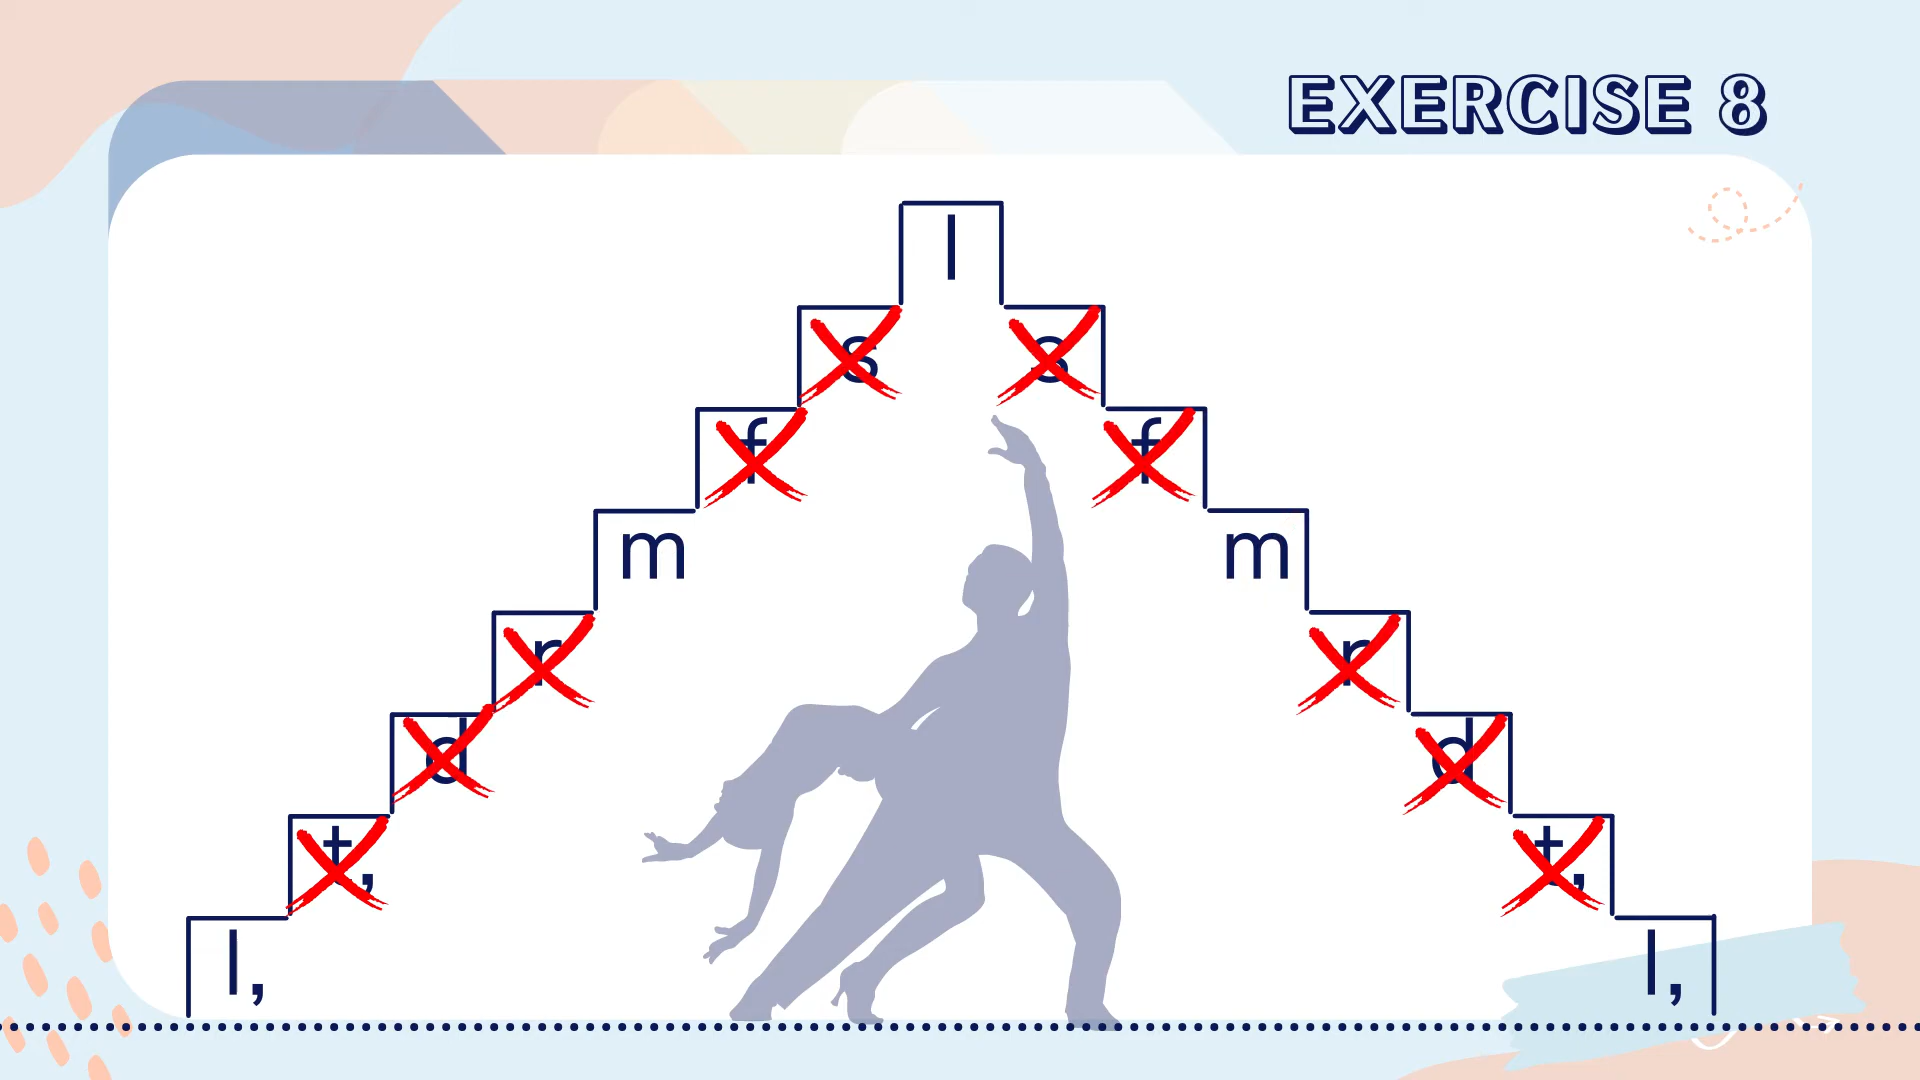 EXERCISE 8
l
s s
f f
m m
r r
d d
t, t,
l, l,